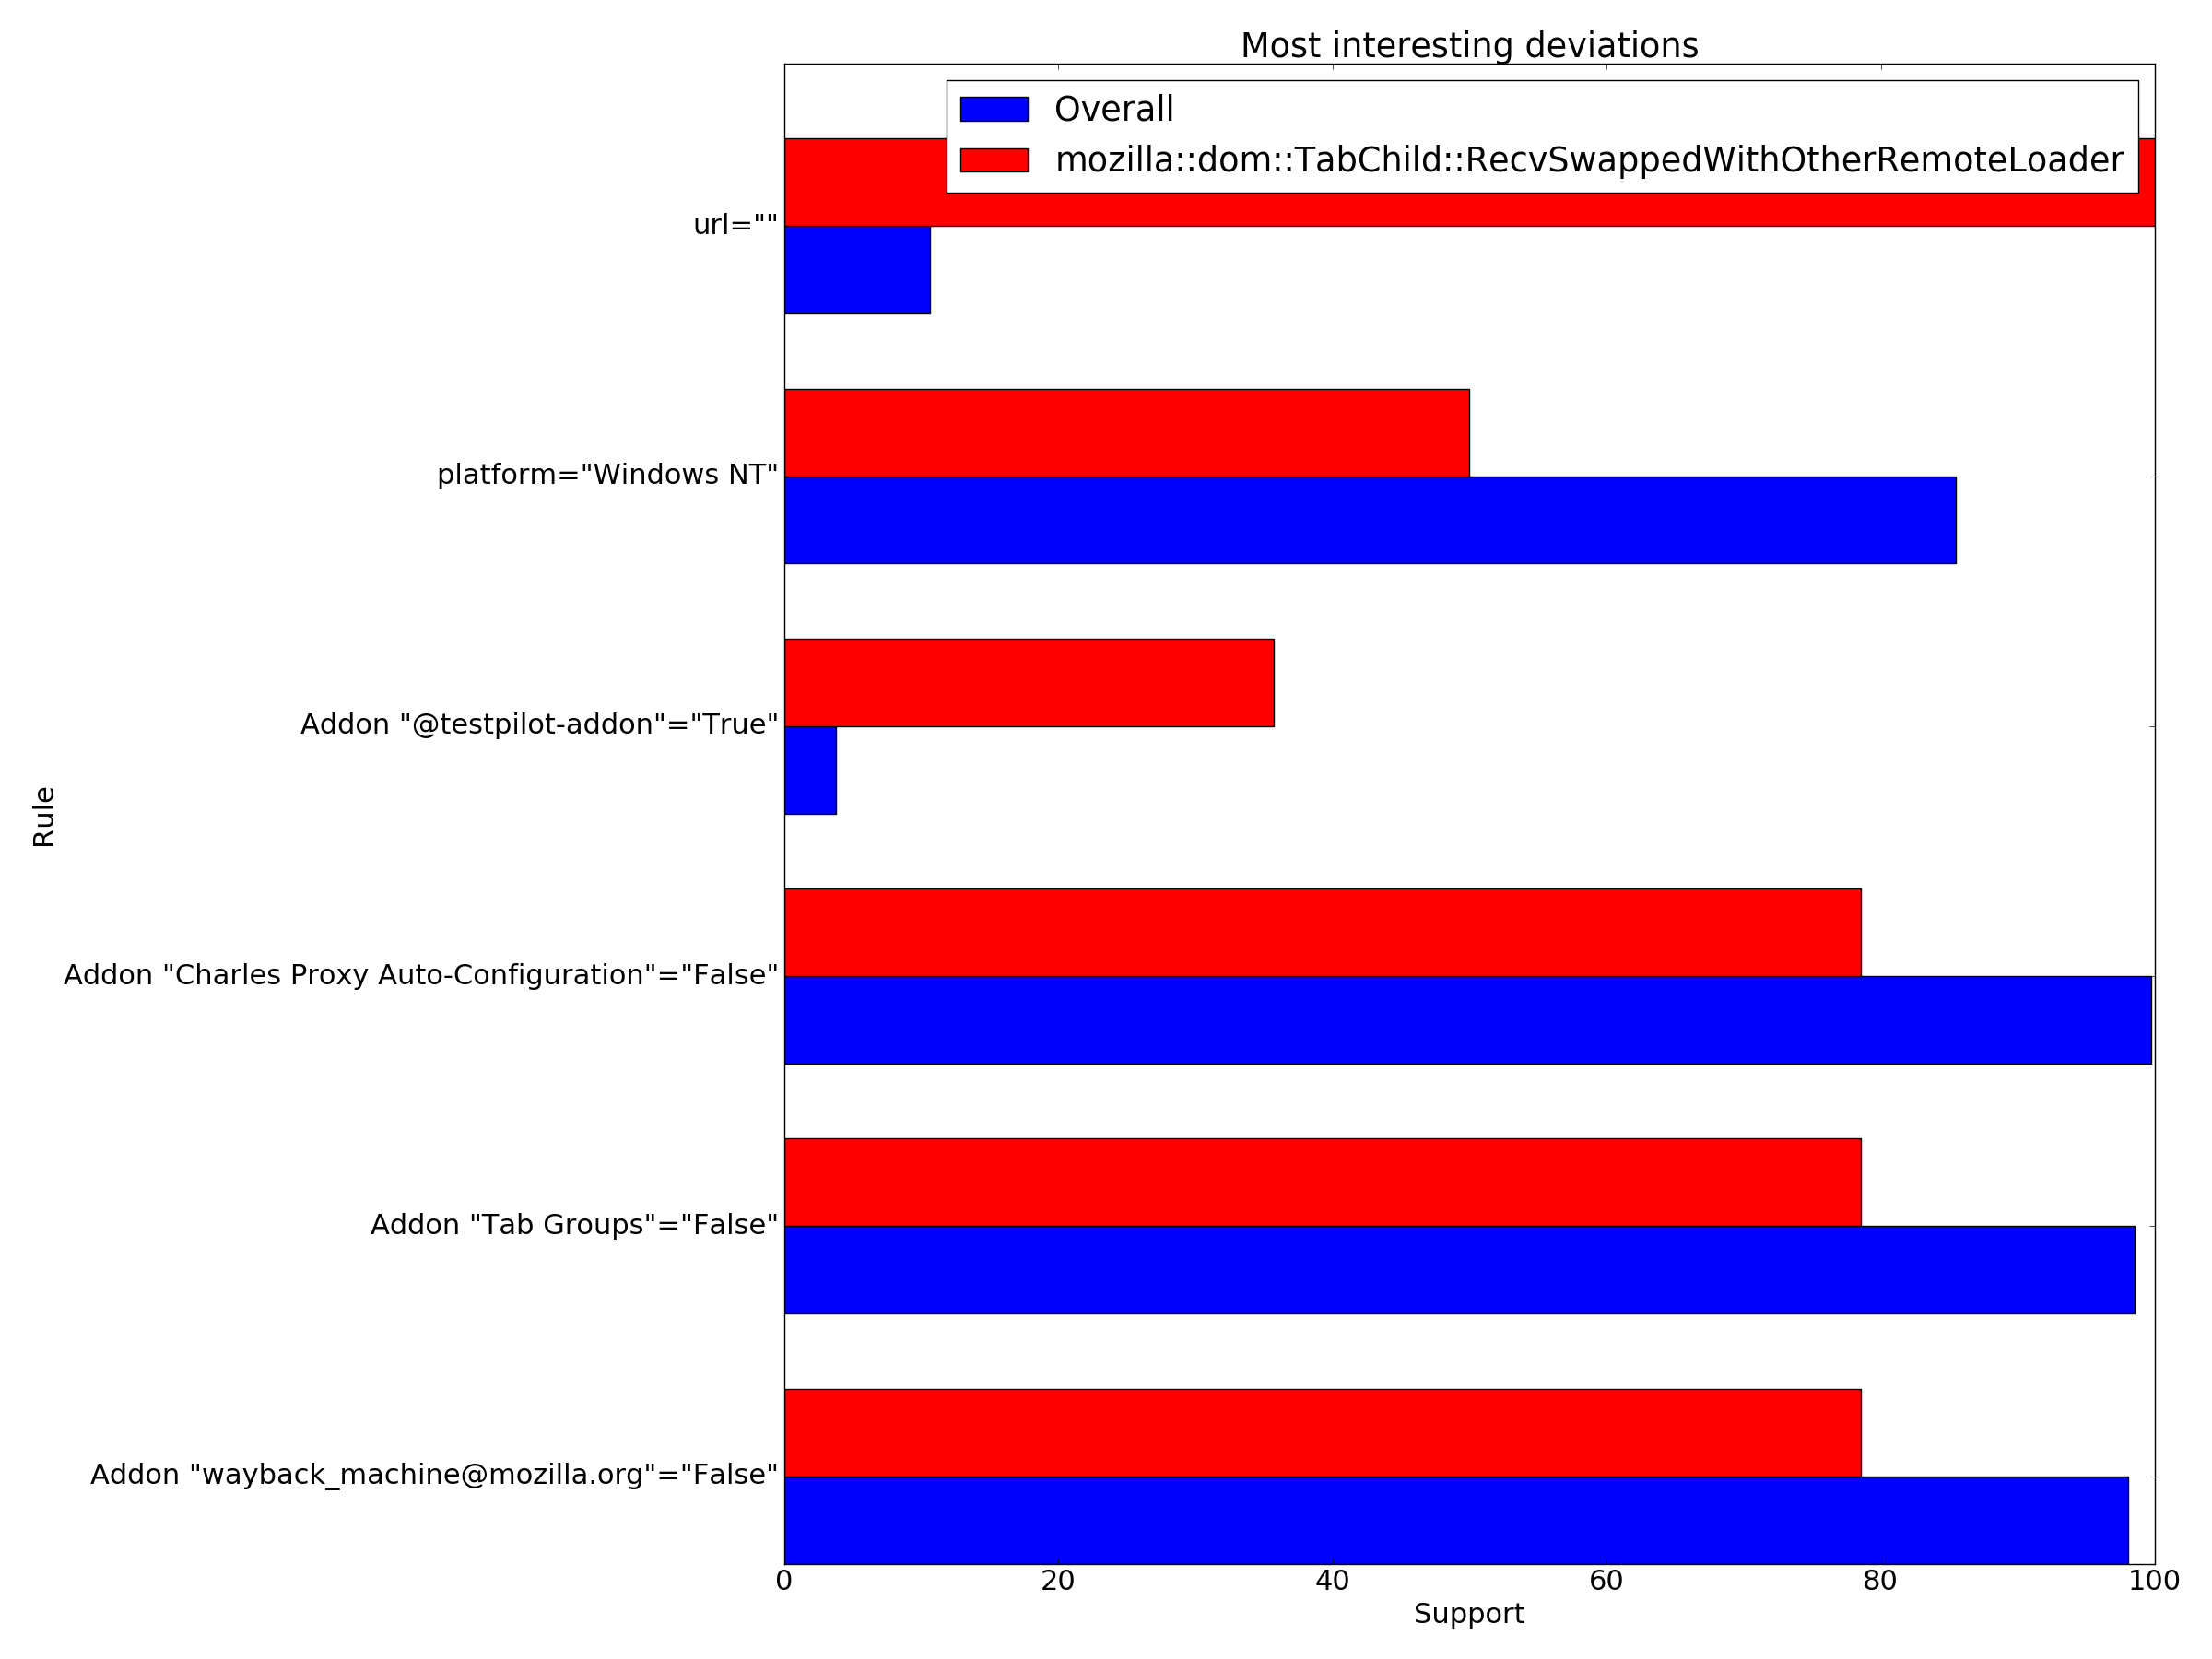 Most interesting deviations
Overall
mozilla::dom::TabChild::RecvSwappedWithOtherRemoteLoader
url=""
platform="Windows NT"
Addon "@testpilot-addon"="True"
Rule
Addon "Charles Proxy Auto-Configuration"="False"
Addon "Tab Groups"="False"
Addon "wayback_machine@mozilla.org"="False"
0 20 40 60 80 100
Support